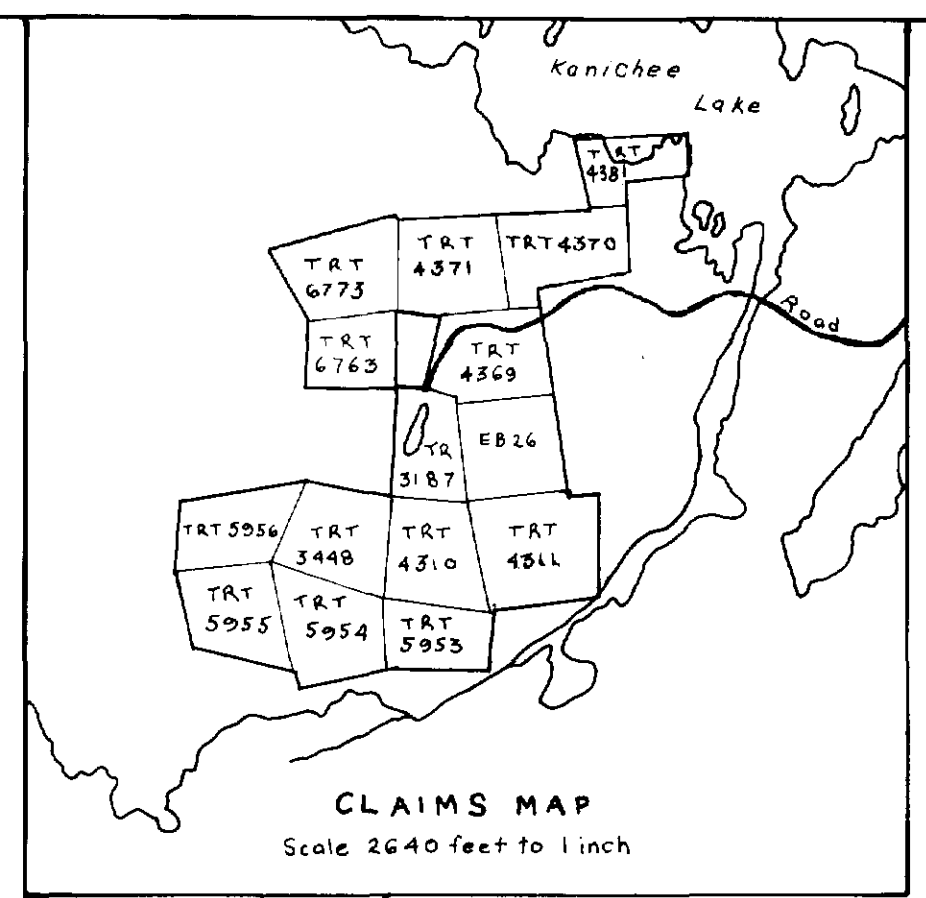 Kanichee
Lake
TRT
4381
TRT
6773
TRT
4371
TRT 4370
Road
TRT
6763
TRT
4369
TR
3187
EB 26
TRT 5956
TRT
3448
TRT
4310
TRT
4311
TRT
5955
TRT
5954
TRT
5953
CLAIMS MAP
Scale 2640 feet to 1 inch